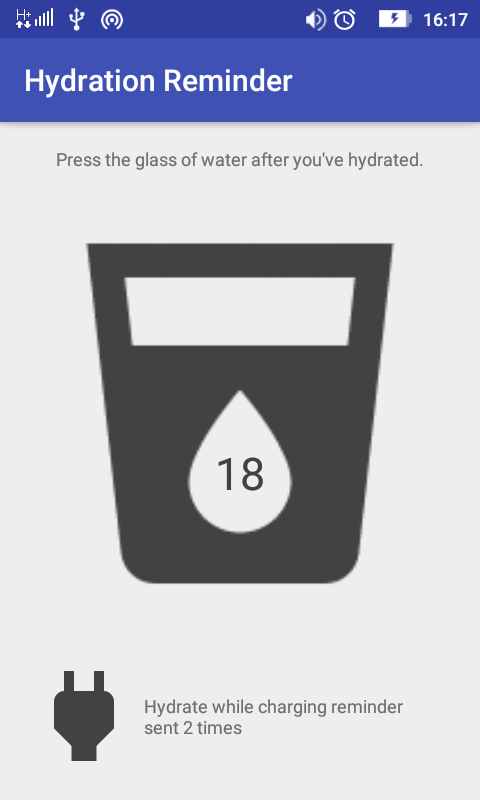 H+ 16:17
Hydration Reminder
Press the glass of water after you've hydrated.
18
Hydrate while charging reminder
sent 2 times